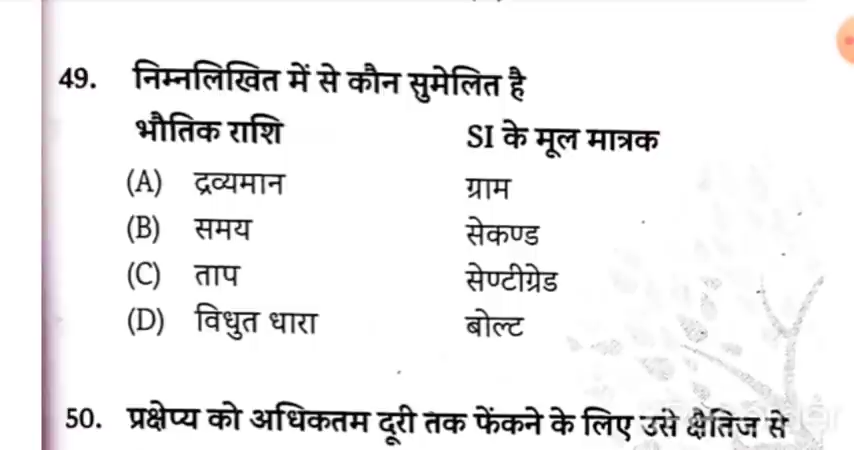 49. निम्नलिखित में से कौन सुमेलित है
भौतिक राशि SI के मूल मात्रक
(A) द्रव्यमान ग्राम
(B) समय सेकण्ड
(C) ताप सेण्टीग्रेड
(D) विधुत धारा बोल्ट
50. प्रक्षेप्य को अधिकतम दूरी तक फेंकने के लिए उसे क्षैतिज से